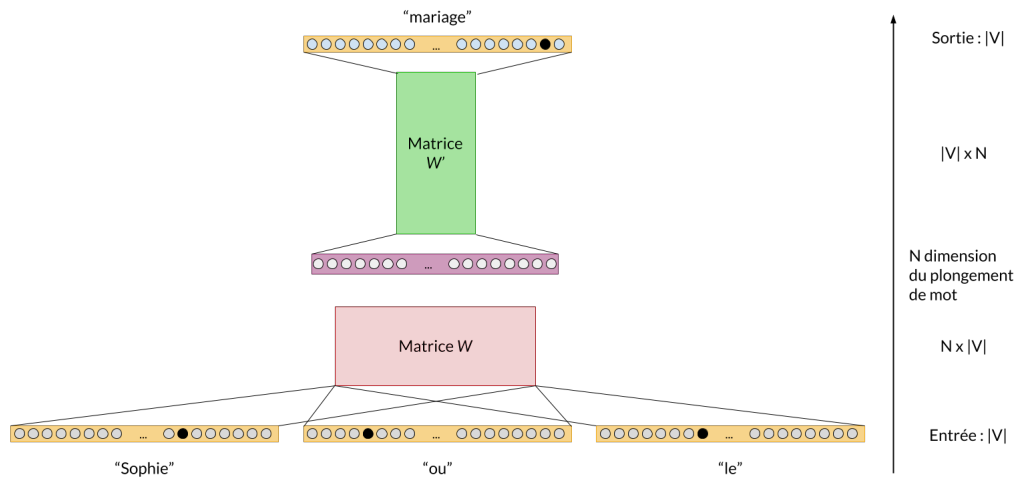 “mariage”
...
Sortie : |V|
Matrice
W’
|V| x N
...
N dimension
du plongement
de mot
Matrice W
N x |V|
...
...
...
Entrée : |V|
“Sophie”
“ou”
“le”